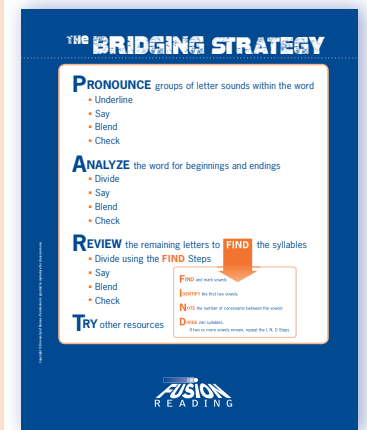 THE BRIDGING STRATEGY
PRONOUNCE groups of letter sounds within the word
▪ Underline
▪ Say
▪ Blend
▪ Check
ANALYZE the word for beginnings and endings
▪ Divide
▪ Say
▪ Blend
▪ Check
REVIEW the remaining letters to FIND the syllables
▪ Divide using the FIND Steps
▪ Say
▪ Blend
▪ Check
FIND and mark vowels
IDENTIFY the first two vowels
NOTE the number of consonants between the vowels
DIVIDE into syllables
If two or more vowels remain, repeat the I, N, D Steps
TRY other resources
FUSION
READING